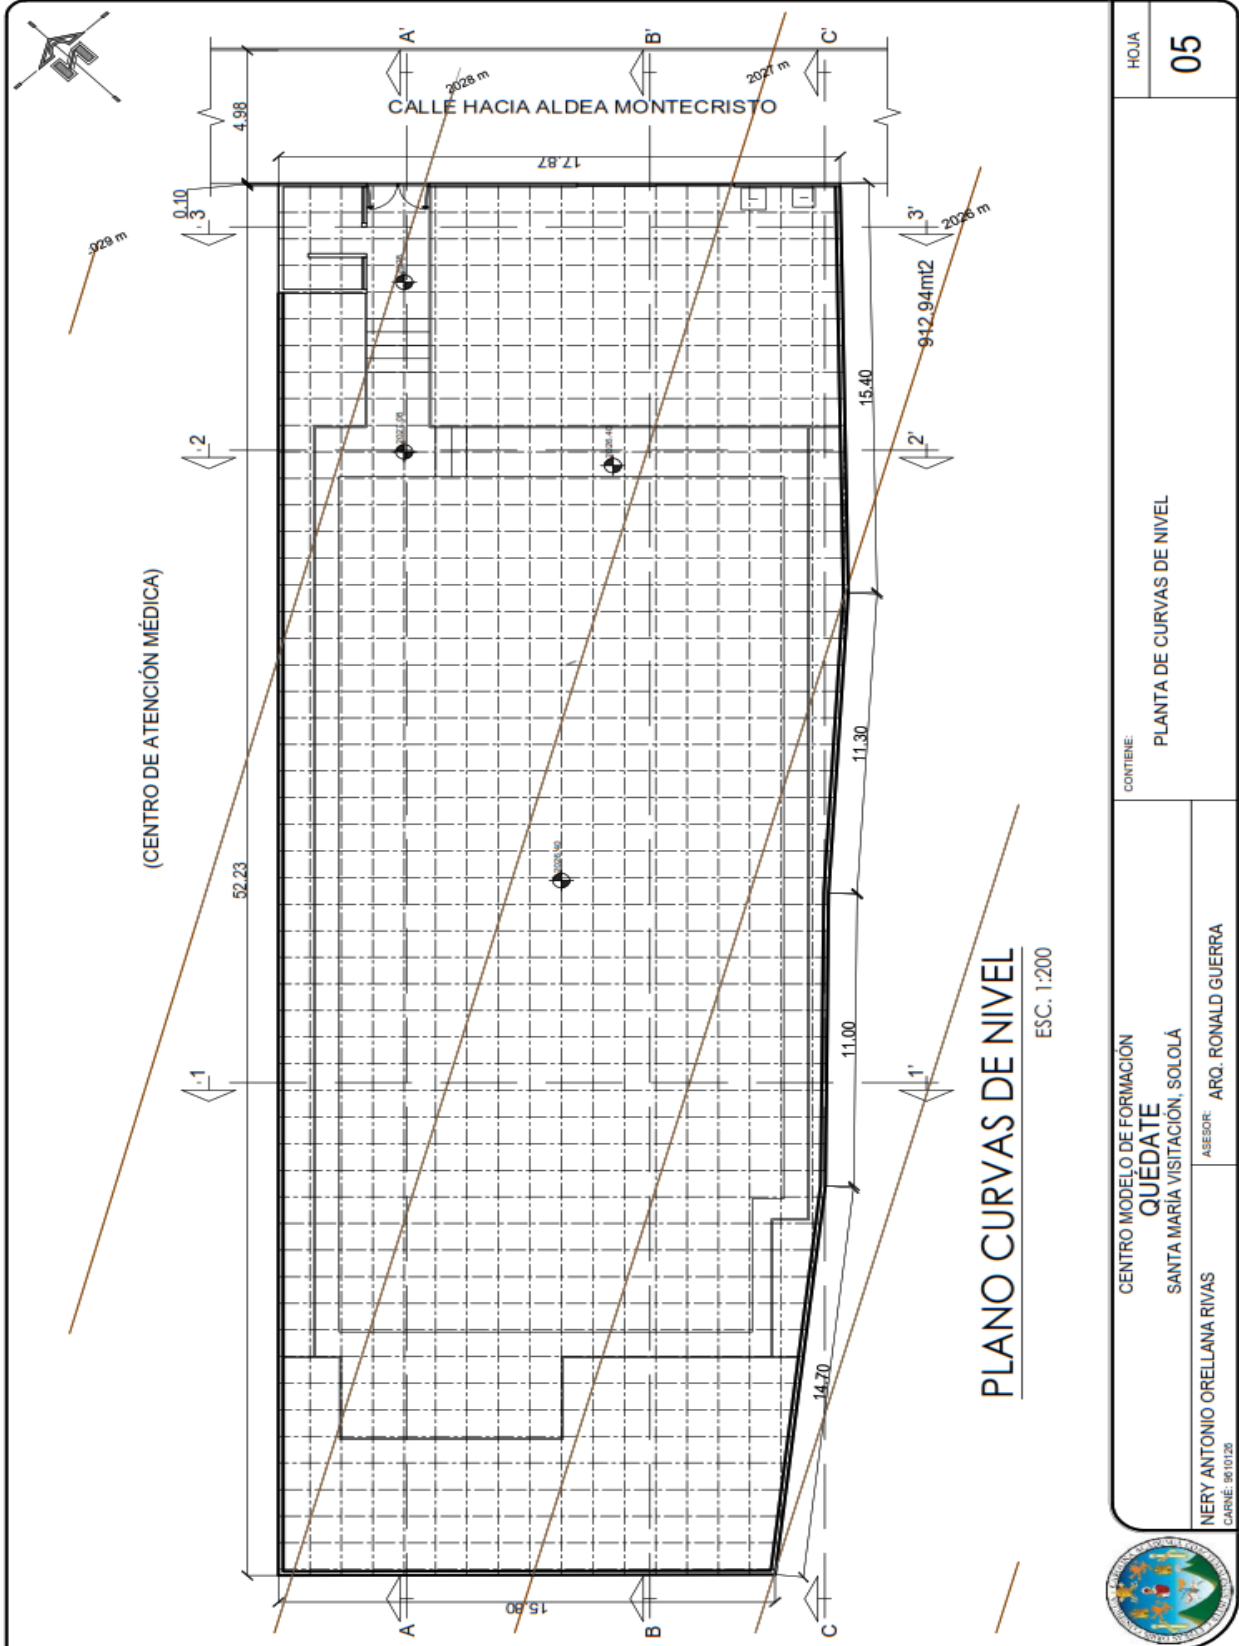 (CENTRO DE ATENCIÓN MÉDICA)
CALLE HACIA ALDEA MONTECRISTO
A'
B'
C'
2028 m
2027 m
2026 m
029 m
4.98
0.10
17.87
52.23
15.80
15.40
11.30
11.00
14.70
912.94mt2
1
2
3
1'
2'
3'
A
B
C
2026.40
PLANO CURVAS DE NIVEL
ESC. 1:200
CENTRO MODELO DE FORMACIÓN
QUÉDATE
SANTA MARÍA VISITACIÓN, SOLOLÁ
NERY ANTONIO ORELLANA RIVAS
CARNÉ: 9610126
ASESOR: ARQ. RONALD GUERRA
CONTIENE:
PLANTA DE CURVAS DE NIVEL
HOJA
05